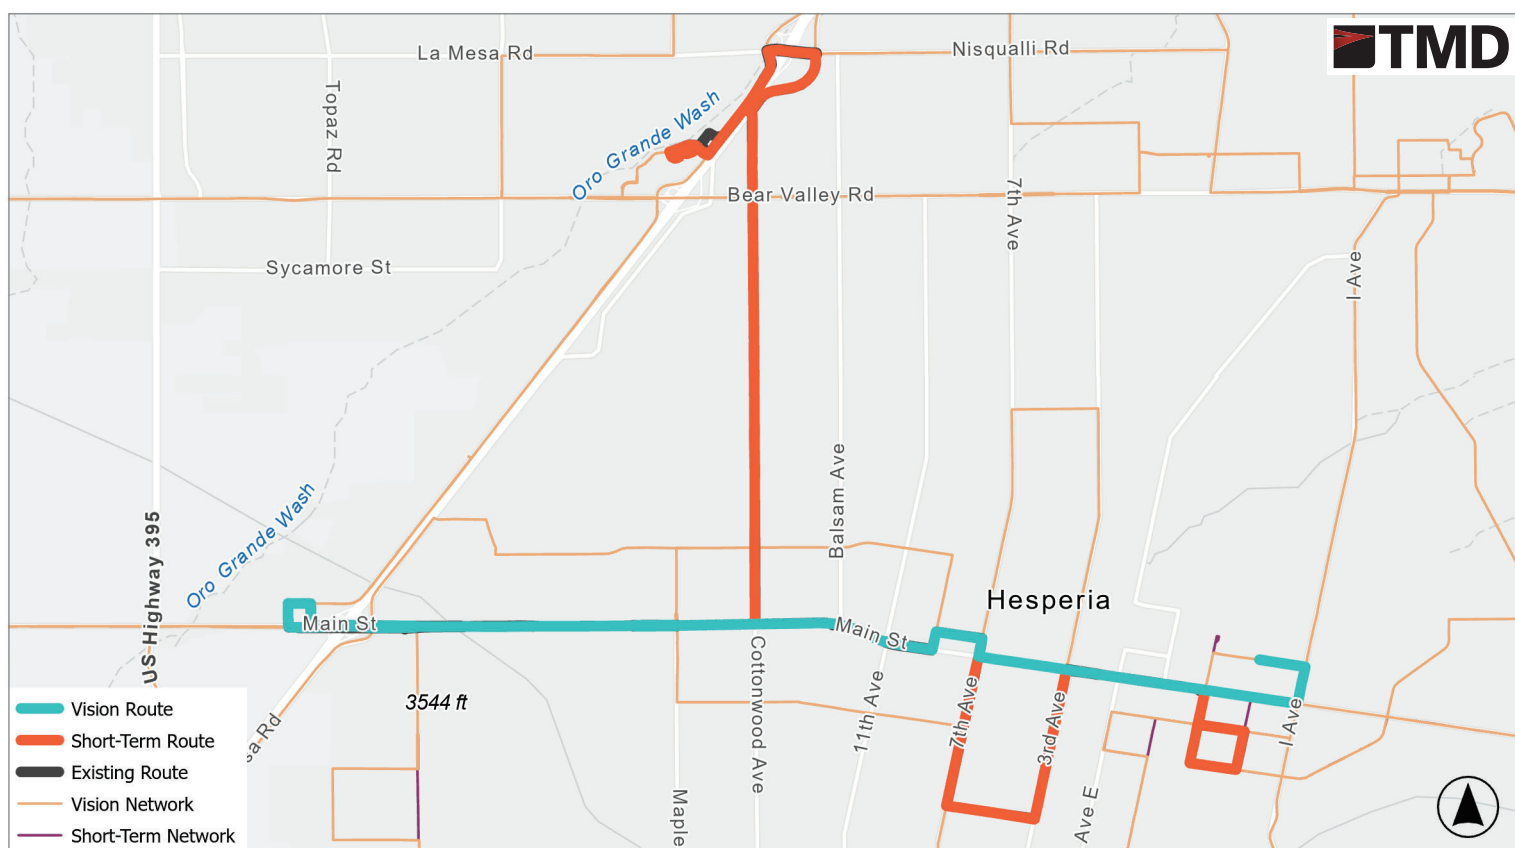 La Mesa Rd
Nisqualli Rd
TMD
Topaz Rd
Oro Grande Wash
Bear Valley Rd
7th Ave
Sycamore St
I Ave
Balsam Ave
US Highway 395
Oro Grande Wash
Hesperia
Main St
Main St
Cottonwood Ave
11th Ave
7th Ave
3rd Ave
I Ave
3544 ft
sa Rd
Maple
Ave E
Vision Route
Short-Term Route
Existing Route
Vision Network
Short-Term Network